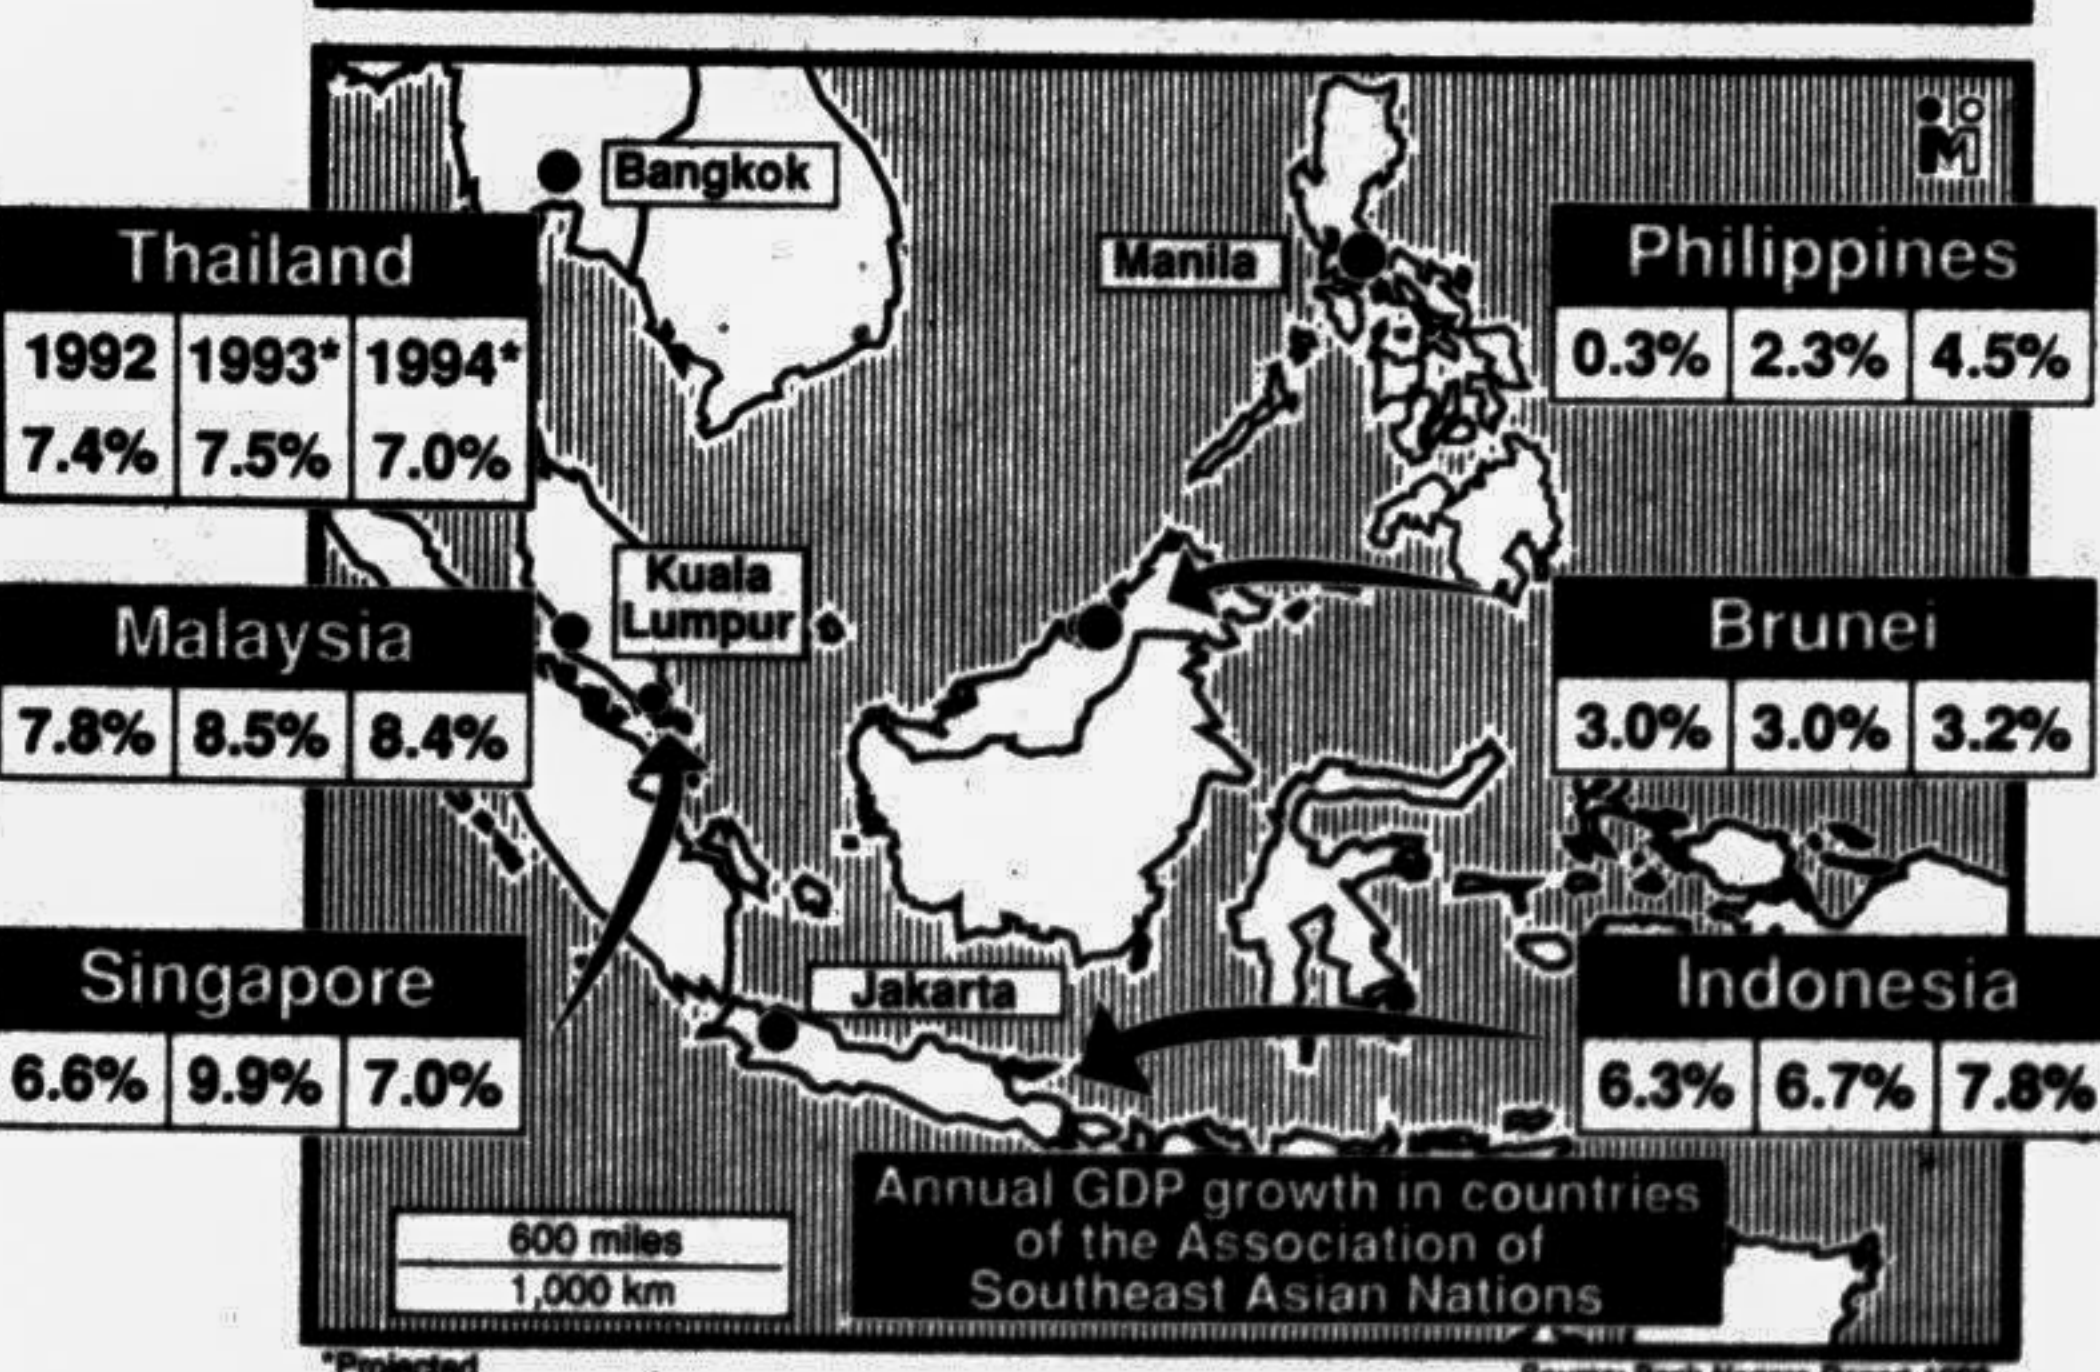 Bangkok
Manila
Thailand
1992 1993* 1994*
7.4% 7.5% 7.0%
Philippines
0.3% 2.3% 4.5%
Kuala
Lumpur
Malaysia
7.8% 8.5% 8.4%
Brunei
3.0% 3.0% 3.2%
Singapore
6.6% 9.9% 7.0%
Jakarta
Indonesia
6.3% 6.7% 7.8%
600 miles
1,000 km
Annual GDP growth in countries
of the Association of
Southeast Asian Nations
*Projected